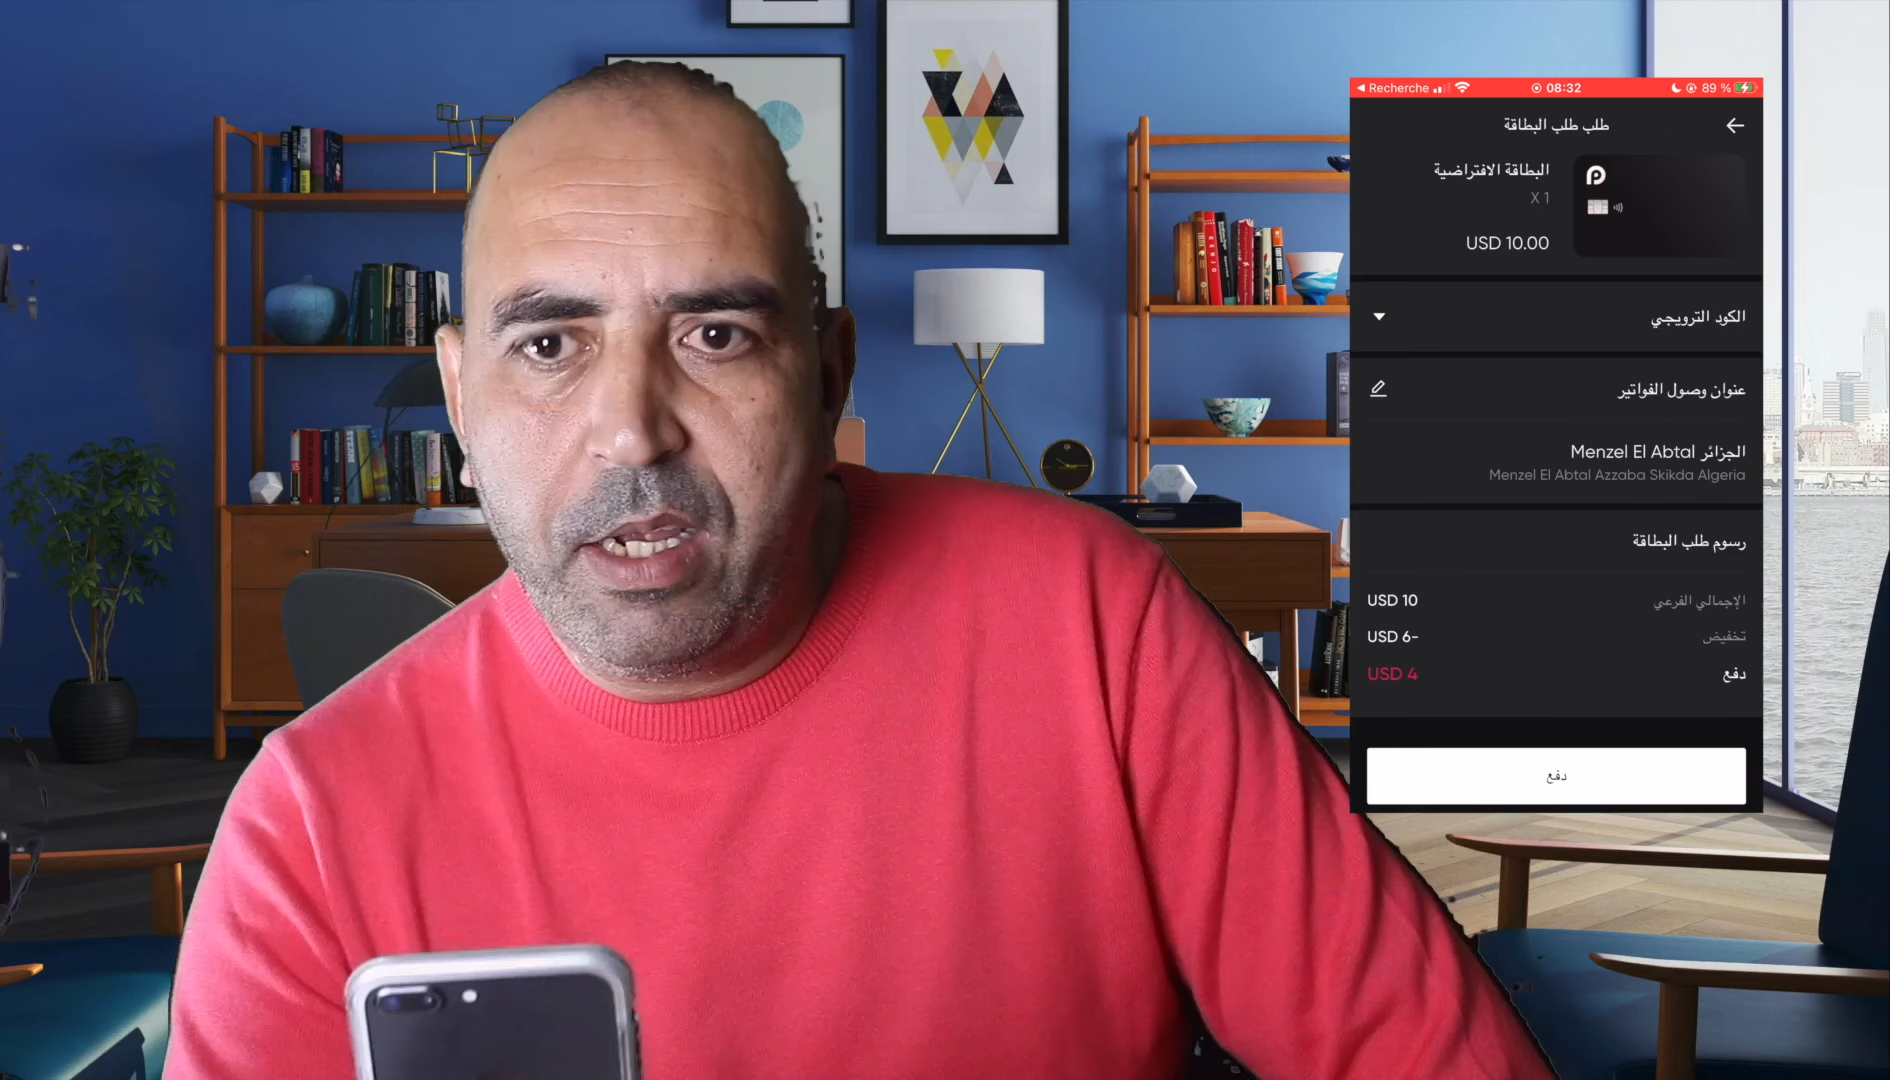 Recherche 08:32 89 %
طلب طلب البطاقة
البطاقة الافتراضية
X 1
USD 10.00
الكود الترويجي
عنوان وصول الفواتير
الجزائر Menzel El Abtal
Menzel El Abtal Azzaba Skikda Algeria
رسوم طلب البطاقة
الإجمالي الفرعي USD 10
تخفيض USD 6-
دفع USD 4
دفع